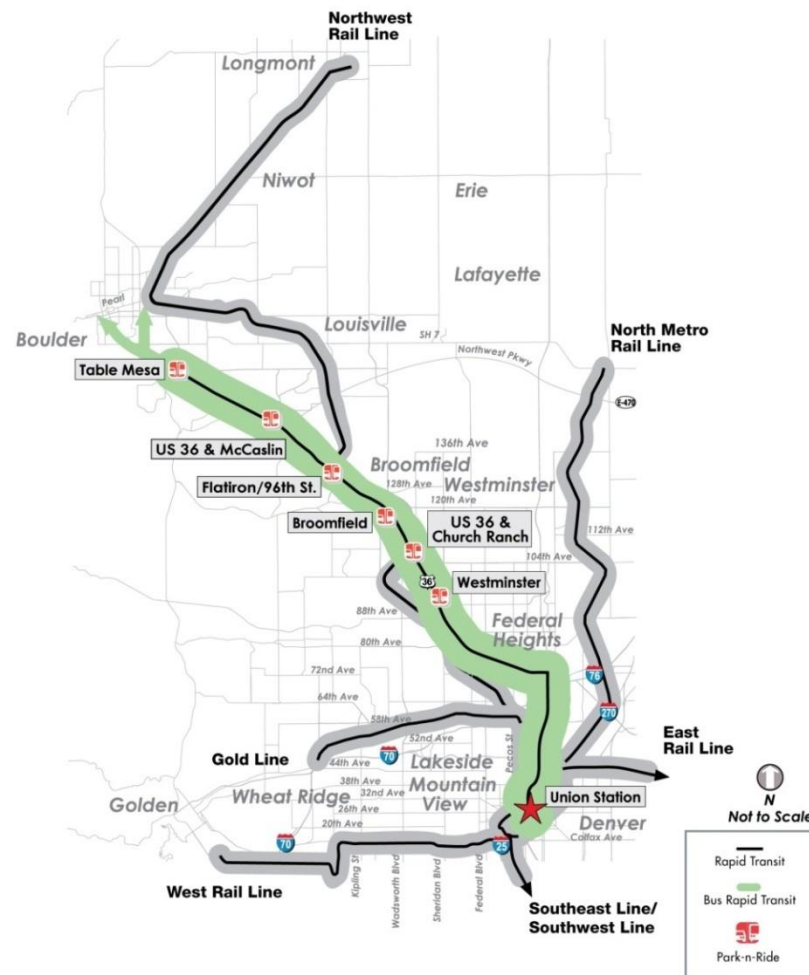 Northwest
Rail Line
Longmont
Niwot
Erie
Lafayette
Pearl
Louisville
SH 7
Boulder
North Metro
Rail Line
Northwest Pkwy
Table Mesa
E-470
US 36 & McCaslin
136th Ave
Broomfield
Westminster
Flatiron/96th St.
128th Ave
120th Ave
Broomfield
US 36 &
Church Ranch
112th Ave
104th Ave
36
Westminster
88th Ave
Federal
Heights
80th Ave
72nd Ave
76
64th Ave
270
58th Ave
52nd Ave
Pecos St
East
Rail Line
Gold Line
70
44th Ave
Lakeside
38th Ave
Mountain
View
Golden
Wheat Ridge
32nd Ave
26th Ave
20th Ave
Union Station
Denver
Colfax Ave
N
Not to Scale
70
25
West Rail Line
Kipling St
Wadsworth Blvd
Sheridan Blvd
Federal Blvd
Southeast Line/
Southwest Line
Rapid Transit
Bus Rapid Transit
Park-n-Ride